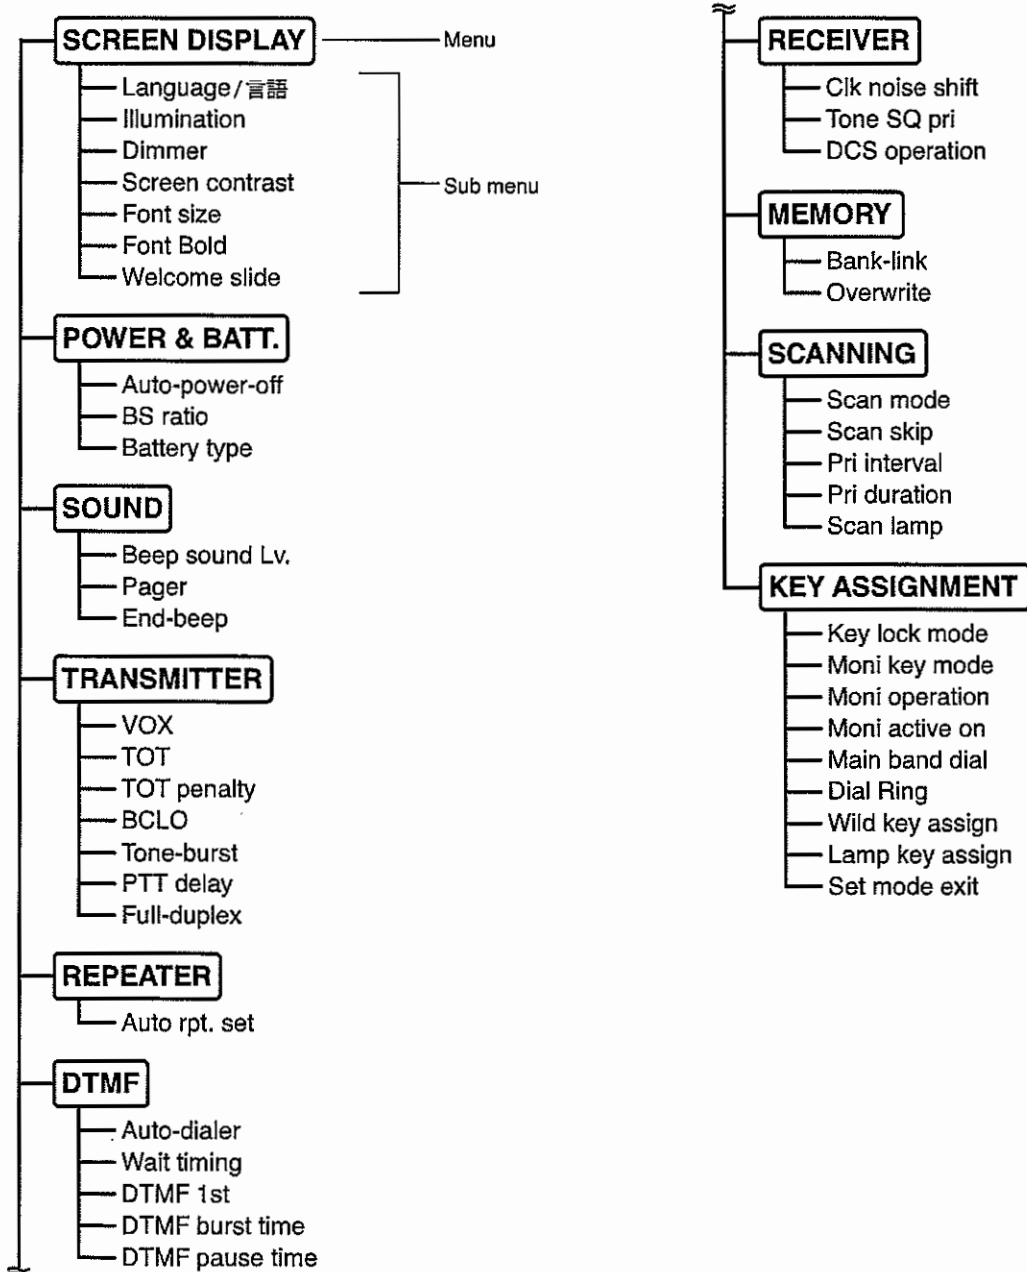 SCREEN DISPLAY
Menu
Language/言語
Illumination
Dimmer
Screen contrast
Font size
Font Bold
Welcome slide
Sub menu
POWER & BATT.
Auto-power-off
BS ratio
Battery type
SOUND
Beep sound Lv.
Pager
End-beep
TRANSMITTER
VOX
TOT
TOT penalty
BCLO
Tone-burst
PTT delay
Full-duplex
REPEATER
Auto rpt. set
DTMF
Auto-dialer
Wait timing
DTMF 1st
DTMF burst time
DTMF pause time
RECEIVER
Clk noise shift
Tone SQ pri
DCS operation
MEMORY
Bank-link
Overwrite
SCANNING
Scan mode
Scan skip
Pri interval
Pri duration
Scan lamp
KEY ASSIGNMENT
Key lock mode
Moni key mode
Moni operation
Moni active on
Main band dial
Dial Ring
Wild key assign
Lamp key assign
Set mode exit